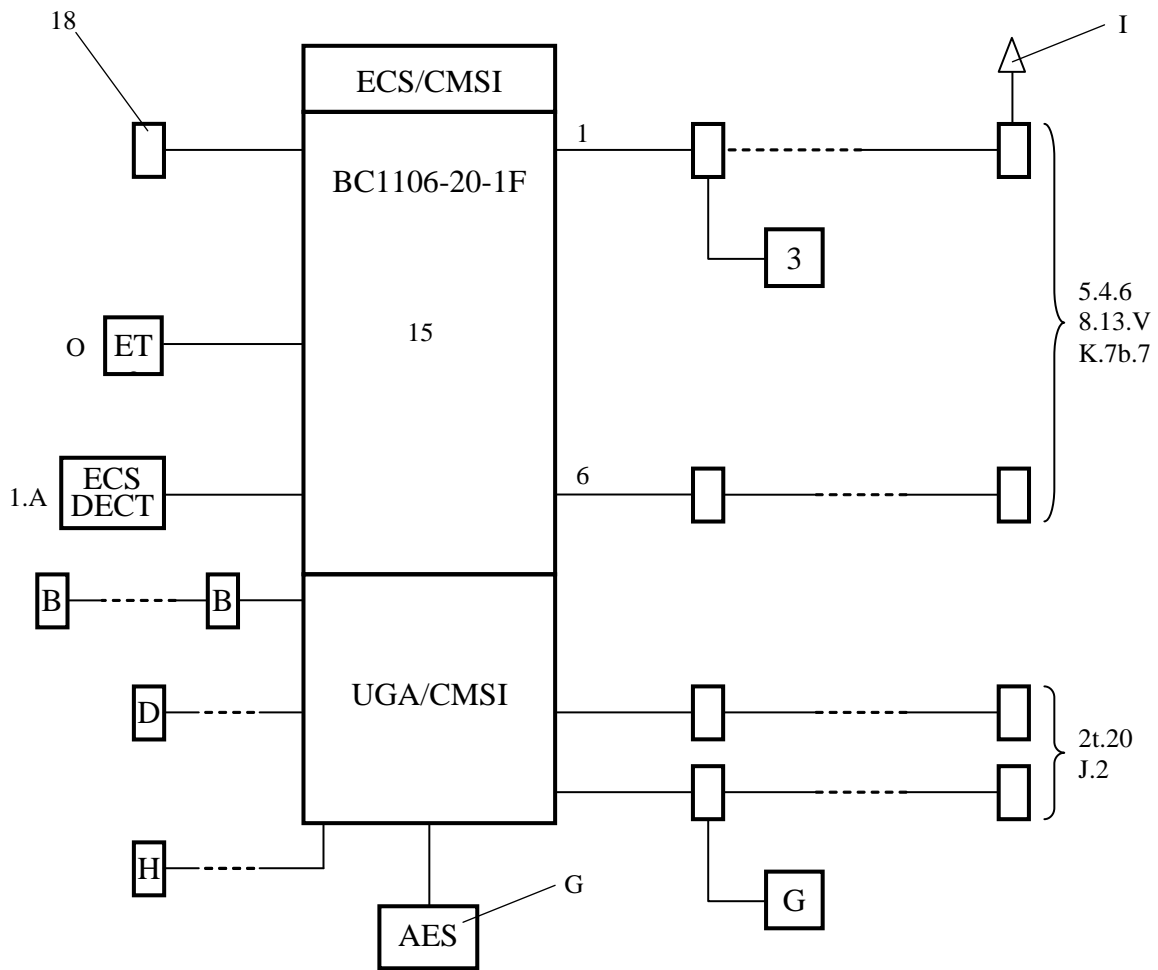 18
I
ECS/CMSI
1
BC1106-20-1F
3
5.4.6
8.13.V
K.7b.7
15
O
ET
ECS
DECT
1.A
6
B
B
UGA/CMSI
D
2t.20
J.2
H
G
AES
G